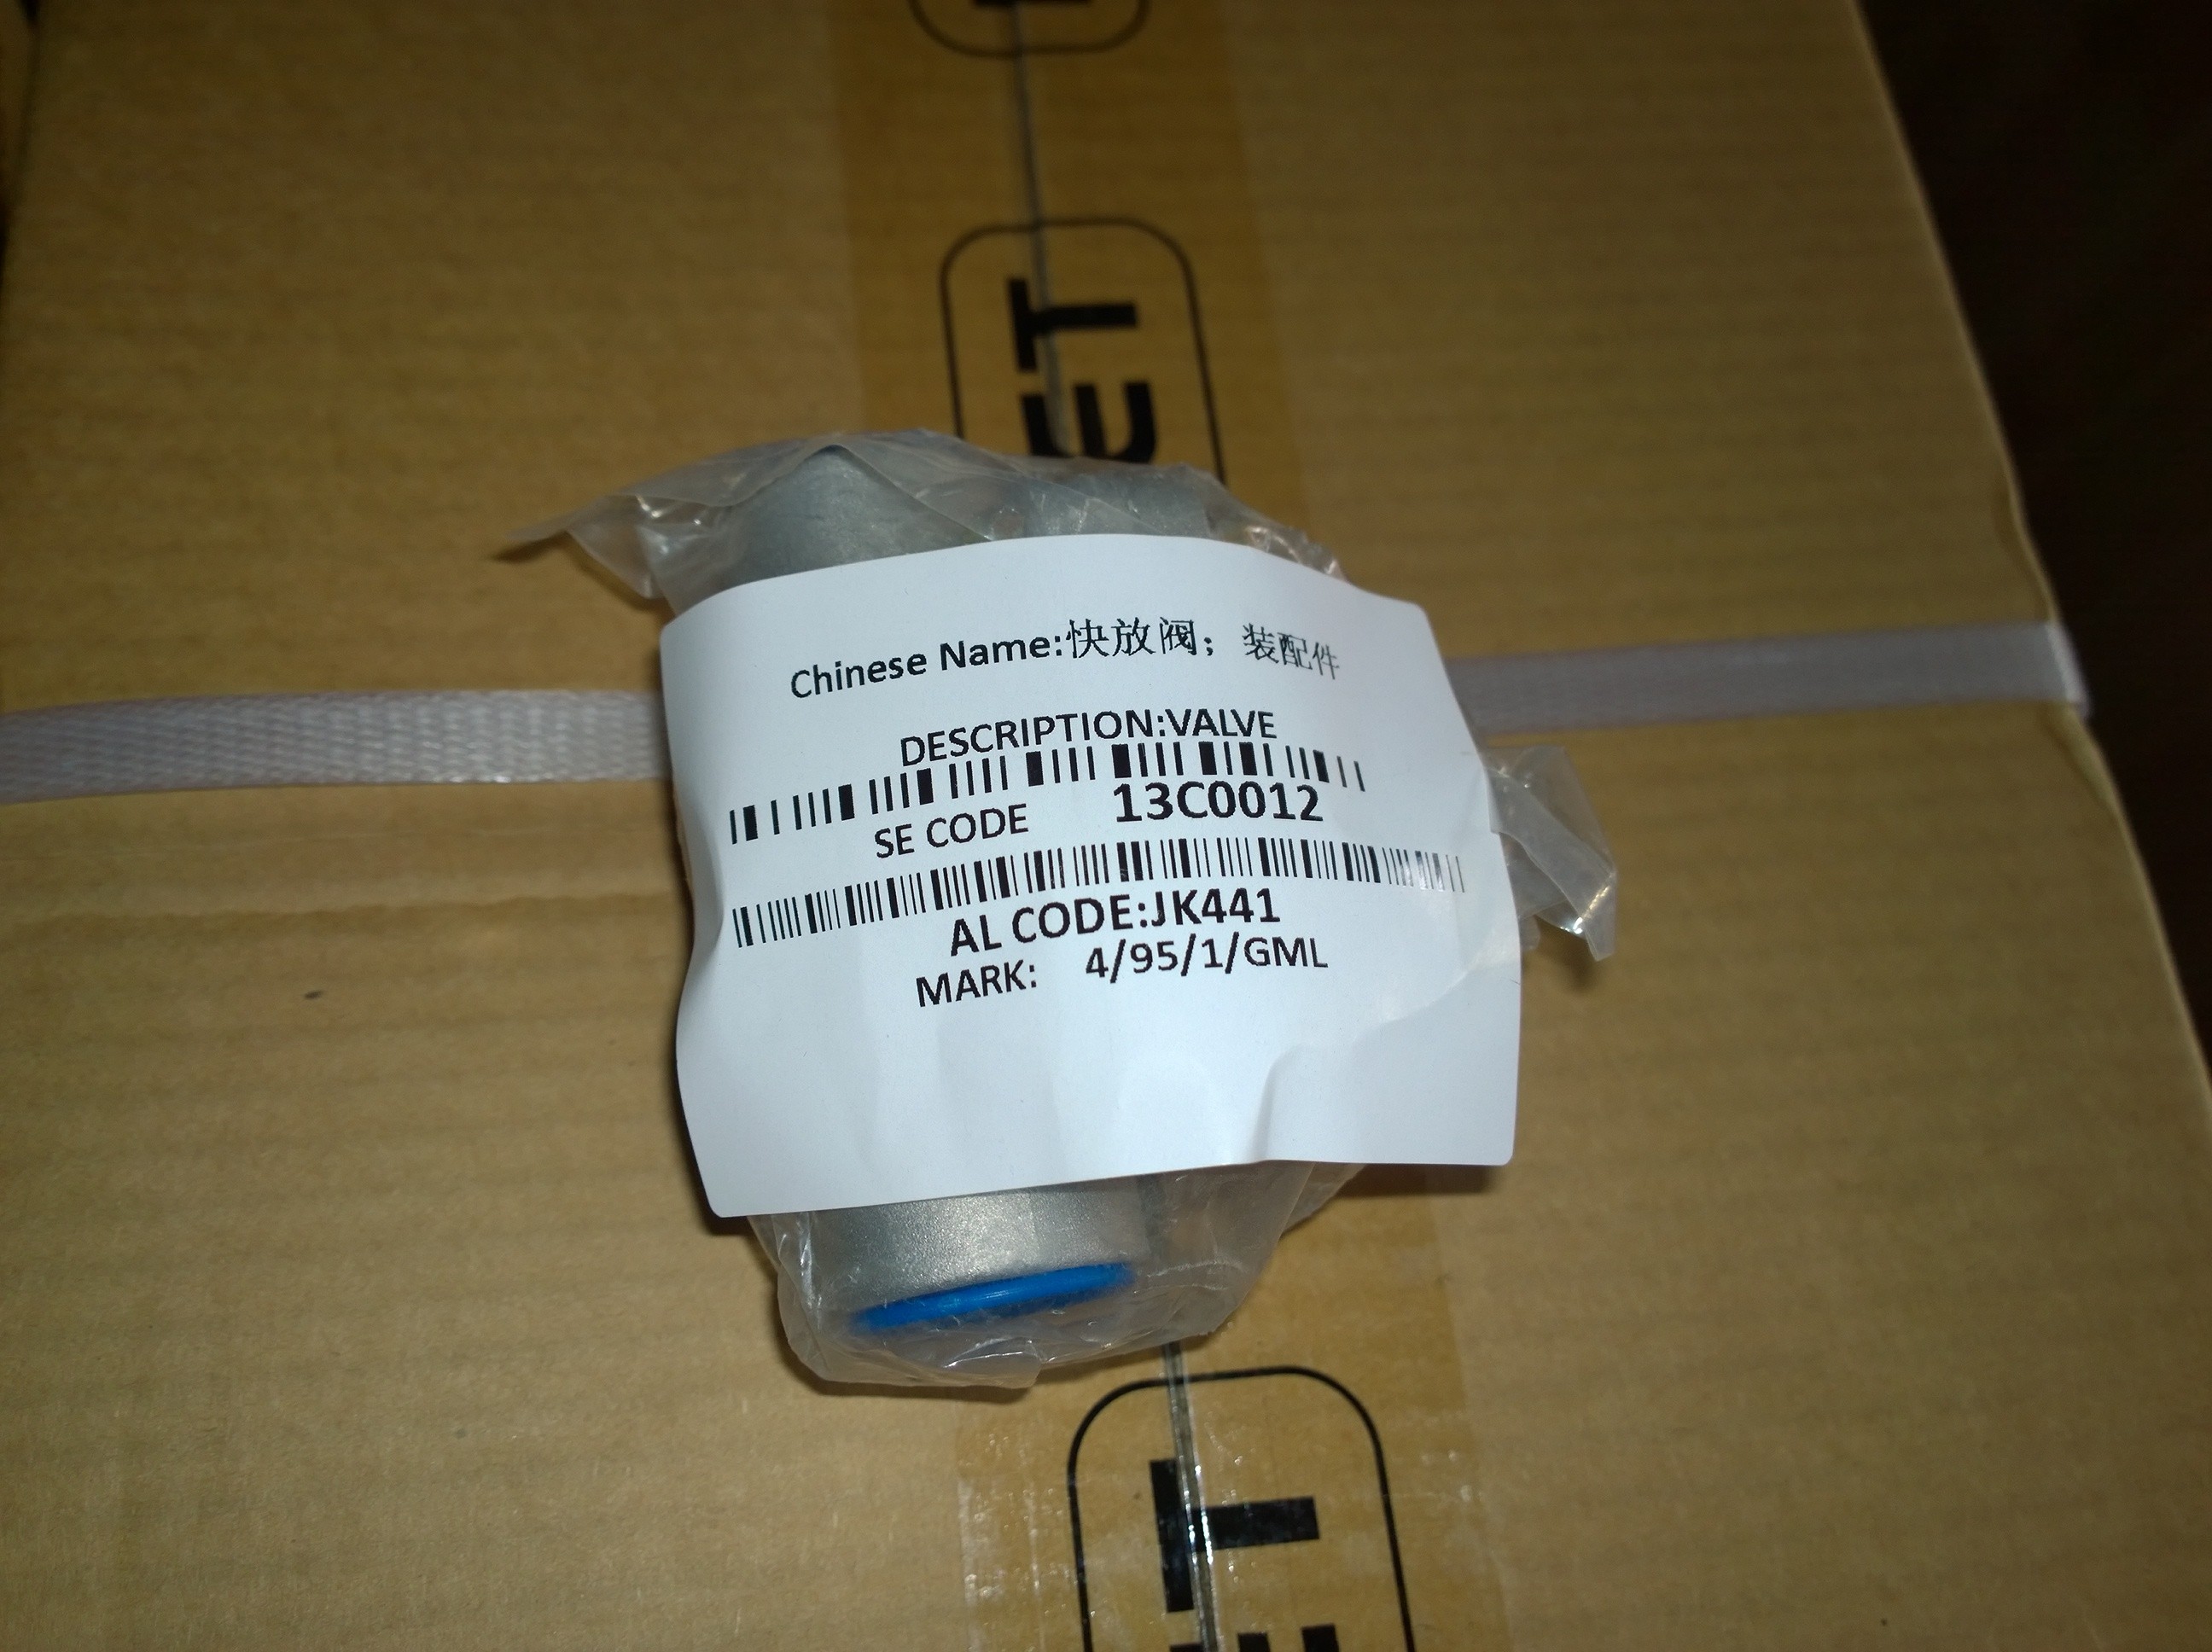 Chinese Name:快放阀; 装配件
DESCRIPTION:VALVE
SE CODE 13C0012
AL CODE:JK441
MARK: 4/95/1/GML